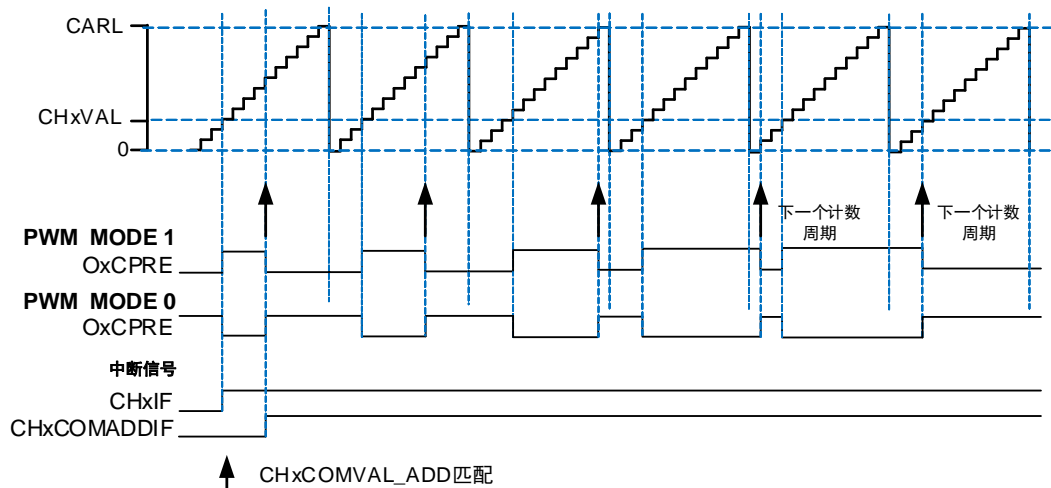 CARL
CHxVAL
0
下一个计数
周期
下一个计数
周期
PWM MODE 1
OxCPRE
PWM MODE 0
OxCPRE
中断信号
CHxIF
CHxCOMADDIF
CHxCOMVAL_ADD匹配